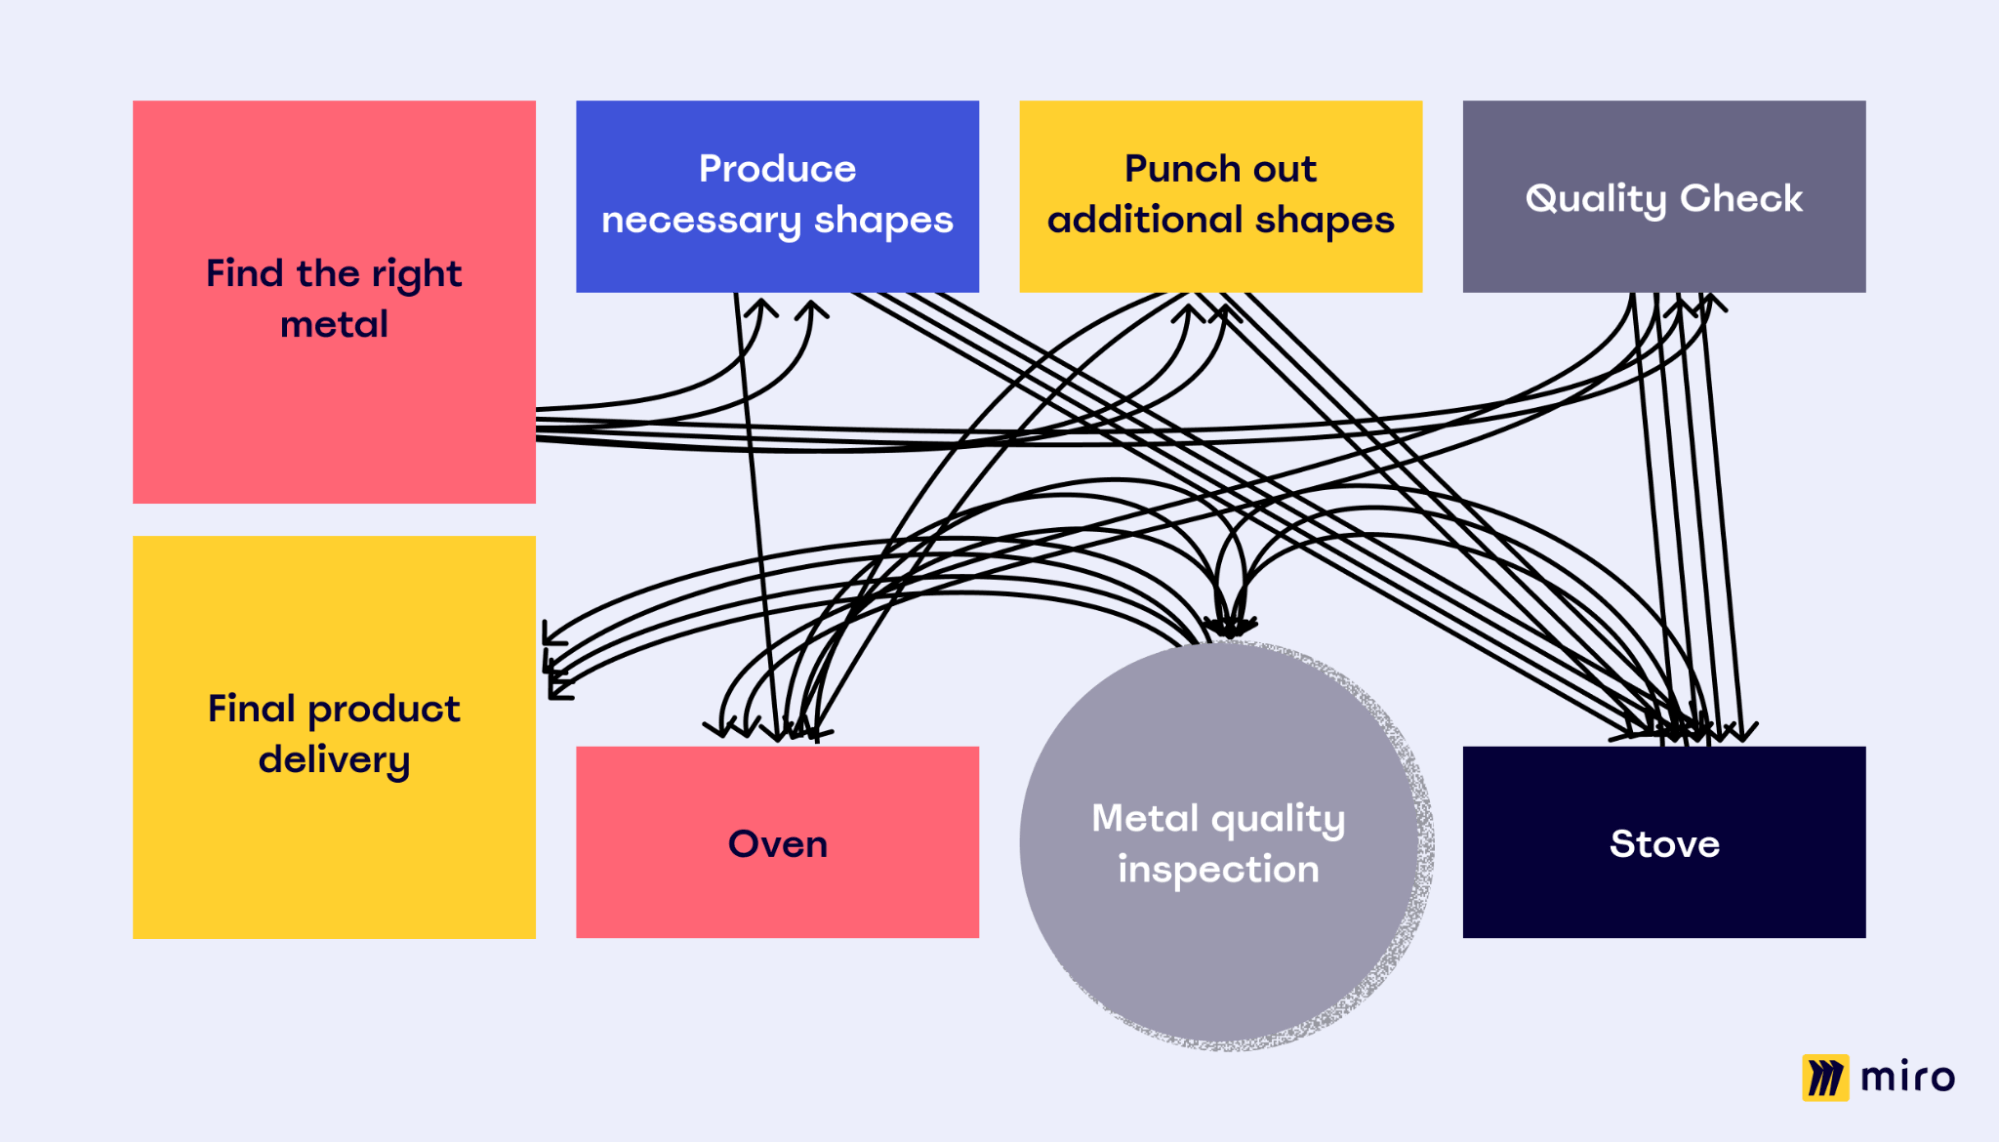 Find the right
metal
Produce
necessary shapes
Punch out
additional shapes
Quality Check
Final product
delivery
Oven
Metal quality
inspection
Stove
miro